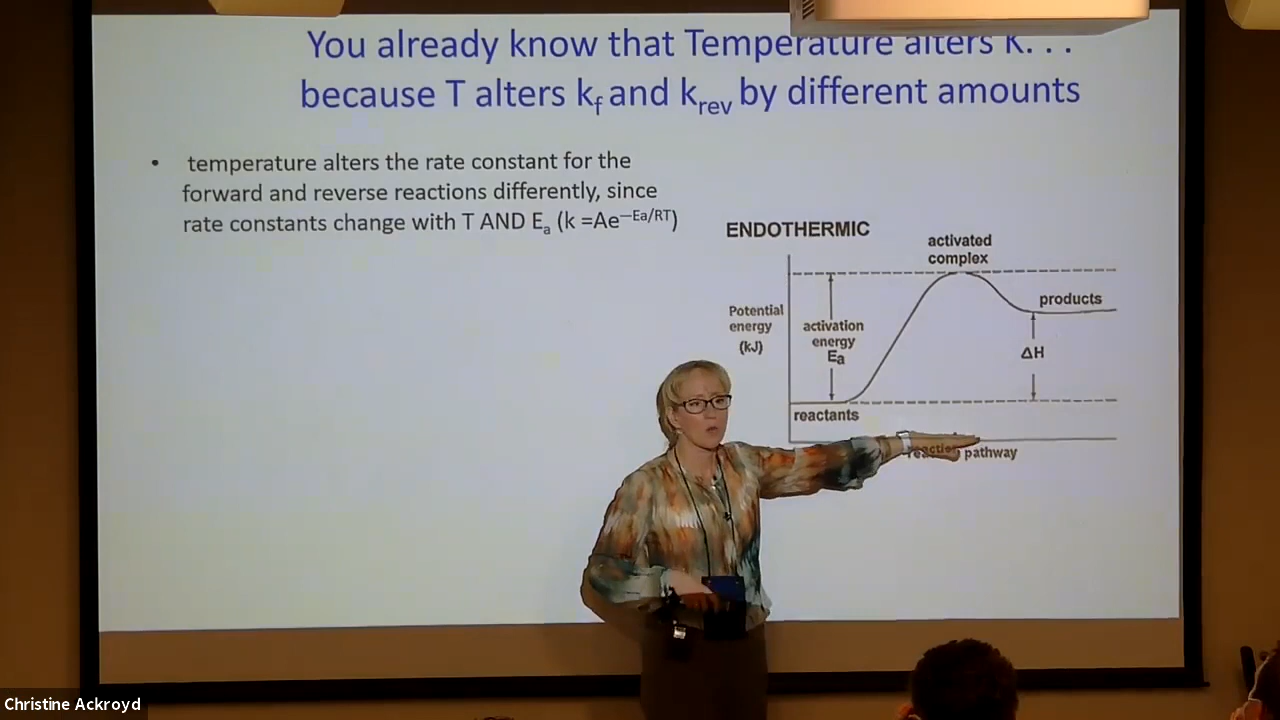 You already know that Temperature alters K. . .
because T alters kf and krev by different amounts
• temperature alters the rate constant for the
forward and reverse reactions differently, since
rate constants change with T AND Ea (k =Ae—Ea/RT)
ENDOTHERMIC
activated
complex
products
Potential
energy
(kJ)
activation
energy
Ea
ΔH
reactants
reaction pathway
Christine Ackroyd